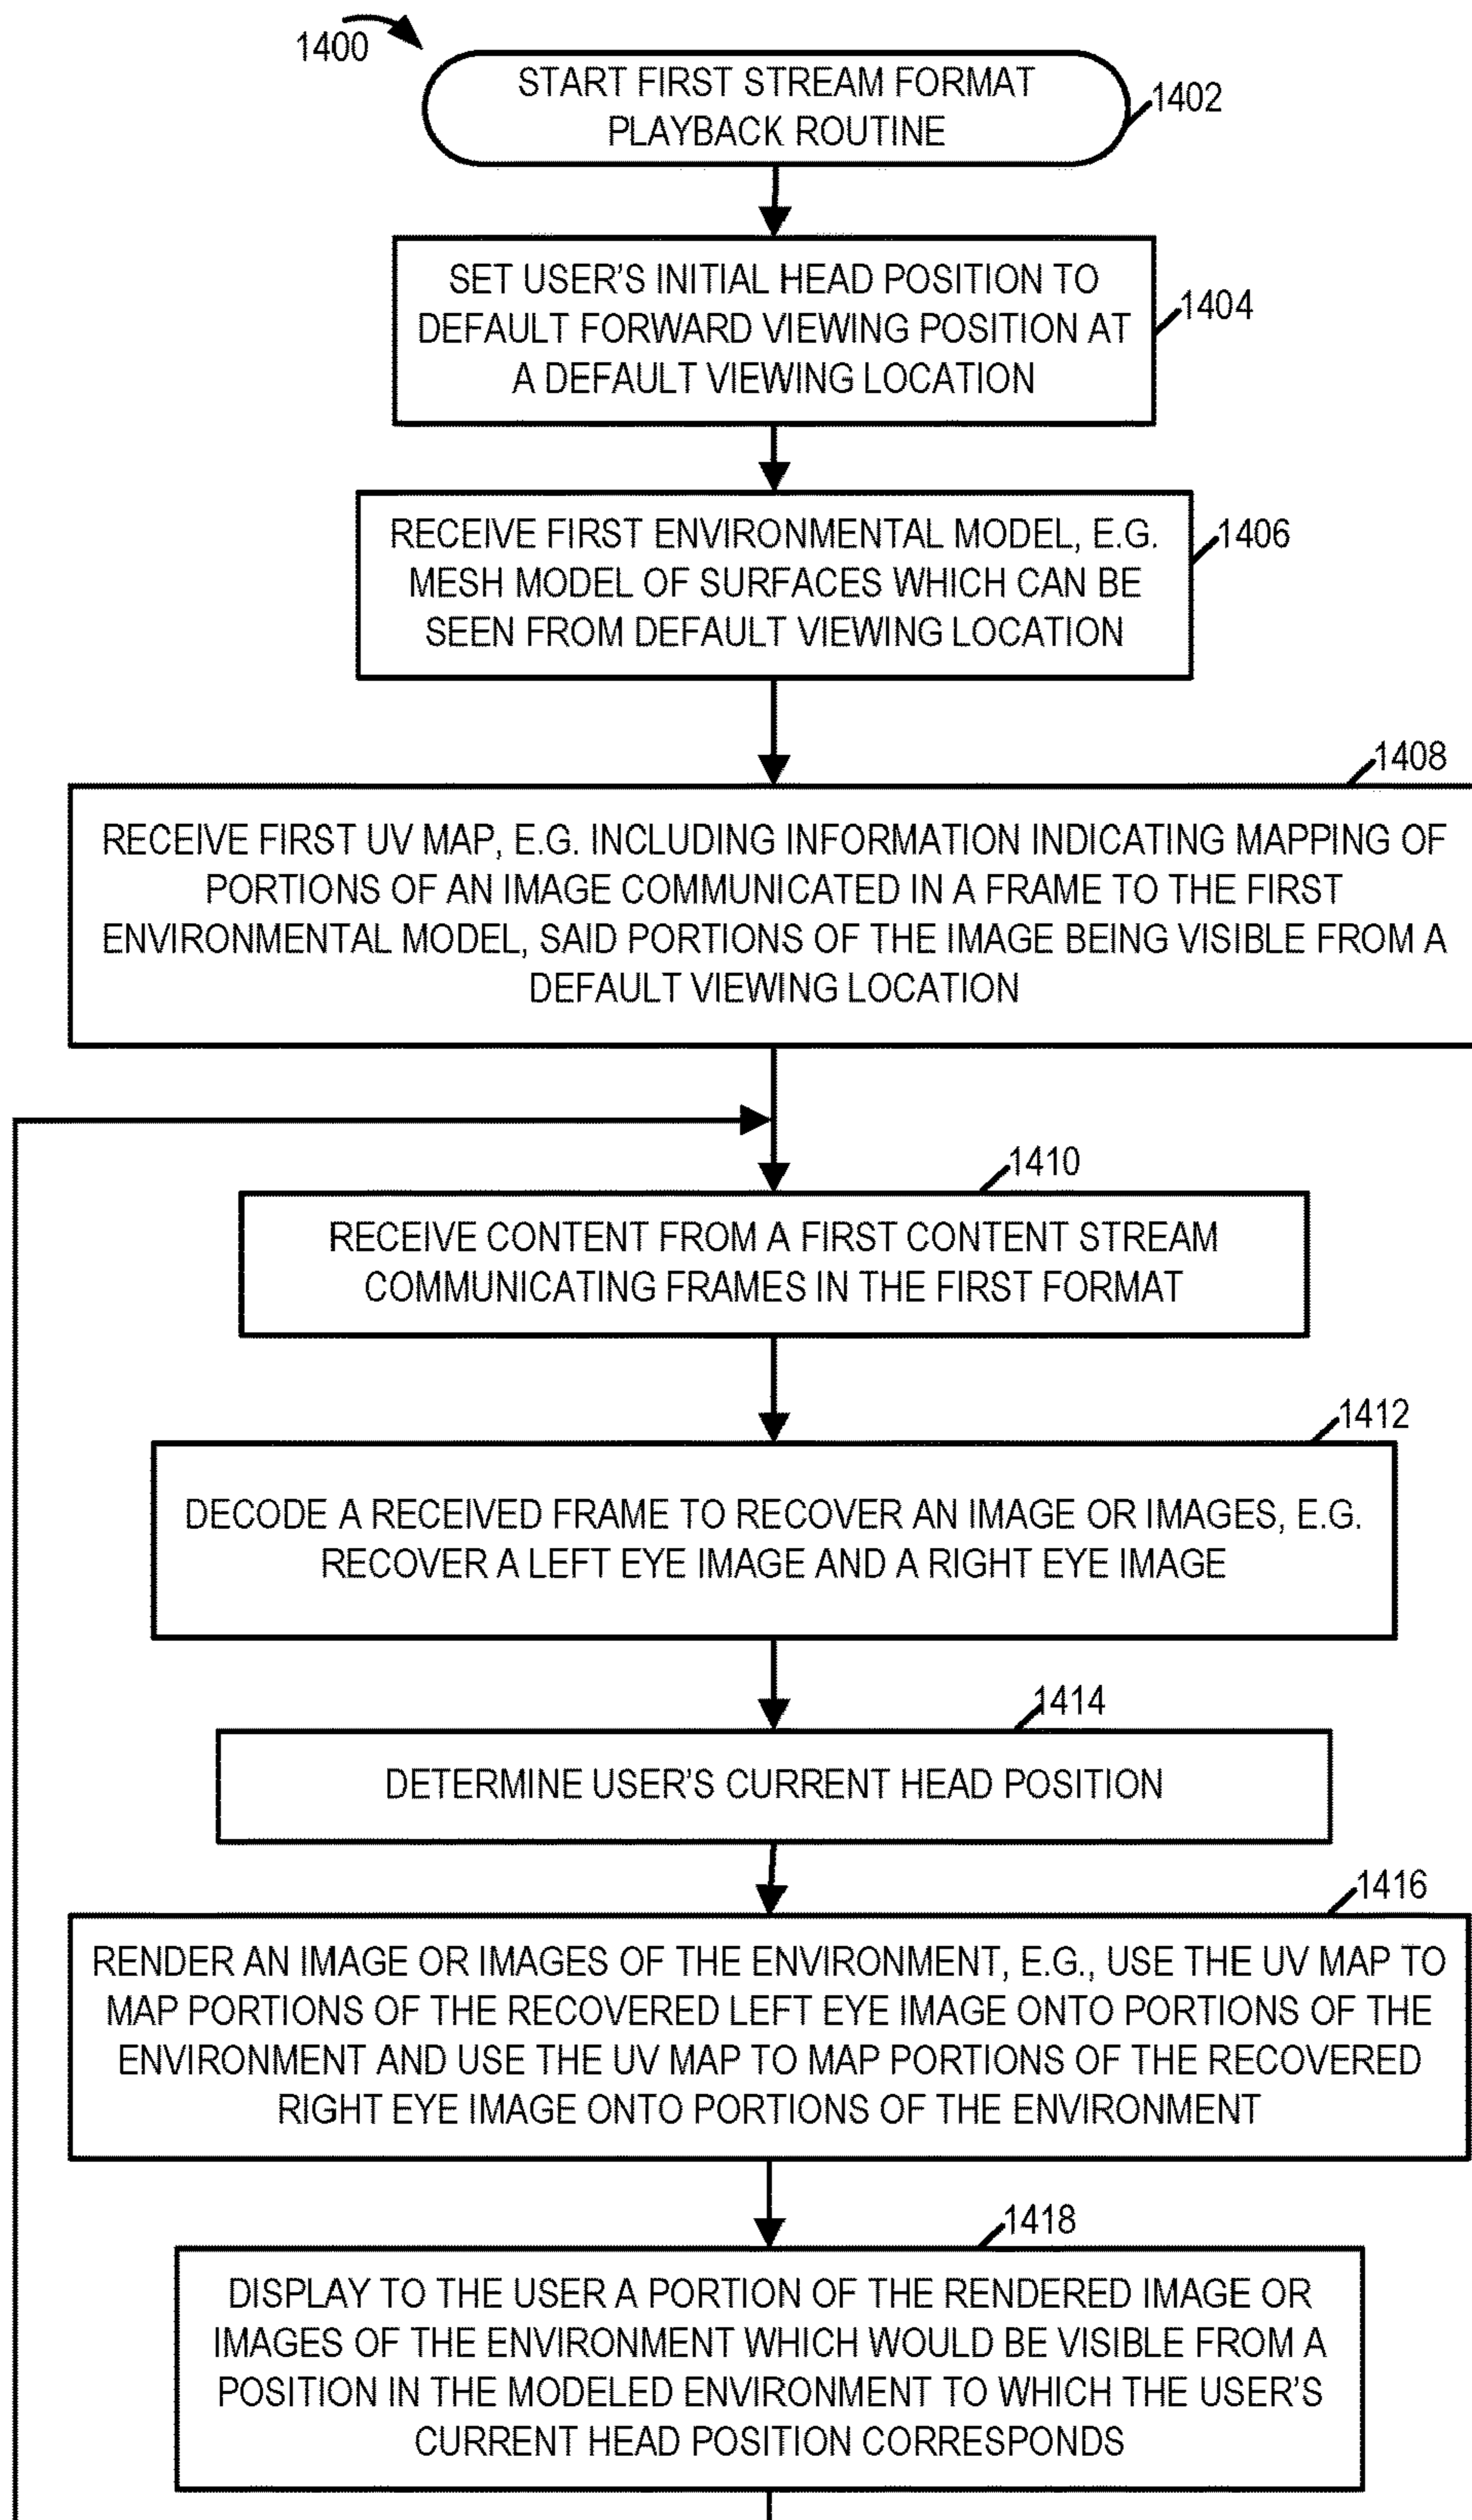 1400
START FIRST STREAM FORMAT
PLAYBACK ROUTINE
1402
SET USER'S INITIAL HEAD POSITION TO
DEFAULT FORWARD VIEWING POSITION AT
A DEFAULT VIEWING LOCATION
1404
RECEIVE FIRST ENVIRONMENTAL MODEL, E.G.
MESH MODEL OF SURFACES WHICH CAN BE
SEEN FROM DEFAULT VIEWING LOCATION
1406
1408
RECEIVE FIRST UV MAP, E.G. INCLUDING INFORMATION INDICATING MAPPING OF
PORTIONS OF AN IMAGE COMMUNICATED IN A FRAME TO THE FIRST
ENVIRONMENTAL MODEL, SAID PORTIONS OF THE IMAGE BEING VISIBLE FROM A
DEFAULT VIEWING LOCATION
1410
RECEIVE CONTENT FROM A FIRST CONTENT STREAM
COMMUNICATING FRAMES IN THE FIRST FORMAT
1412
DECODE A RECEIVED FRAME TO RECOVER AN IMAGE OR IMAGES, E.G.
RECOVER A LEFT EYE IMAGE AND A RIGHT EYE IMAGE
1414
DETERMINE USER'S CURRENT HEAD POSITION
1416
RENDER AN IMAGE OR IMAGES OF THE ENVIRONMENT, E.G., USE THE UV MAP TO
MAP PORTIONS OF THE RECOVERED LEFT EYE IMAGE ONTO PORTIONS OF THE
ENVIRONMENT AND USE THE UV MAP TO MAP PORTIONS OF THE RECOVERED
RIGHT EYE IMAGE ONTO PORTIONS OF THE ENVIRONMENT
1418
DISPLAY TO THE USER A PORTION OF THE RENDERED IMAGE OR
IMAGES OF THE ENVIRONMENT WHICH WOULD BE VISIBLE FROM A
POSITION IN THE MODELED ENVIRONMENT TO WHICH THE USER'S
CURRENT HEAD POSITION CORRESPONDS